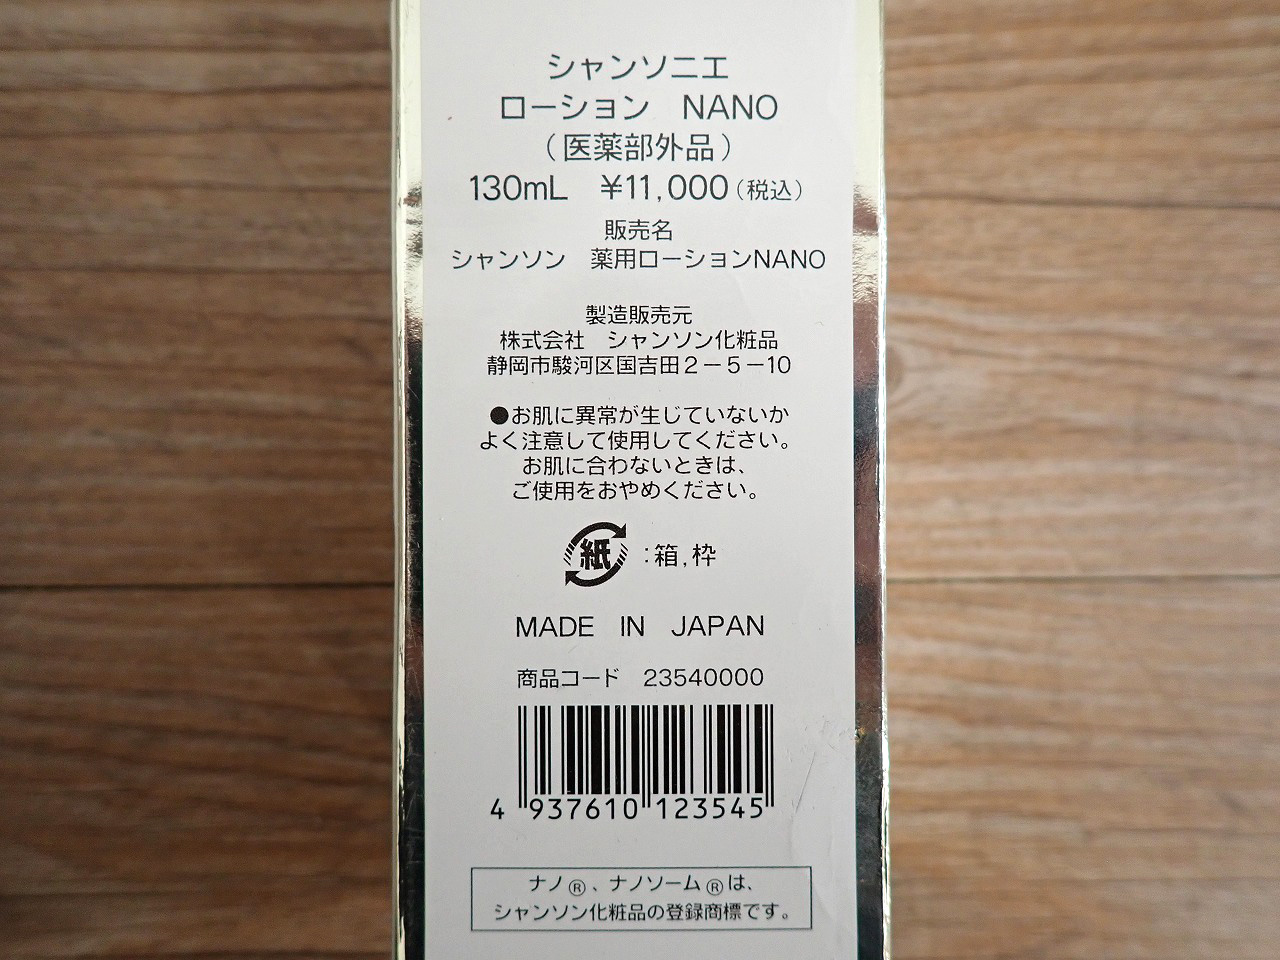 シャンソニエ
ローション　NANO
（医薬部外品）
130mL　¥11,000（税込）
販売名
シャンソン　薬用ローションNANO
製造販売元
株式会社　シャンソン化粧品
静岡市駿河区国吉田2－5－10
●お肌に異常が生じていないか
よく注意して使用してください。
お肌に合わないときは、
ご使用をおやめください。
紙：箱,枠
MADE IN JAPAN
商品コード　23540000
4 937610 123545
ナノ®、ナノソーム®は、
シャンソン化粧品の登録商標です。